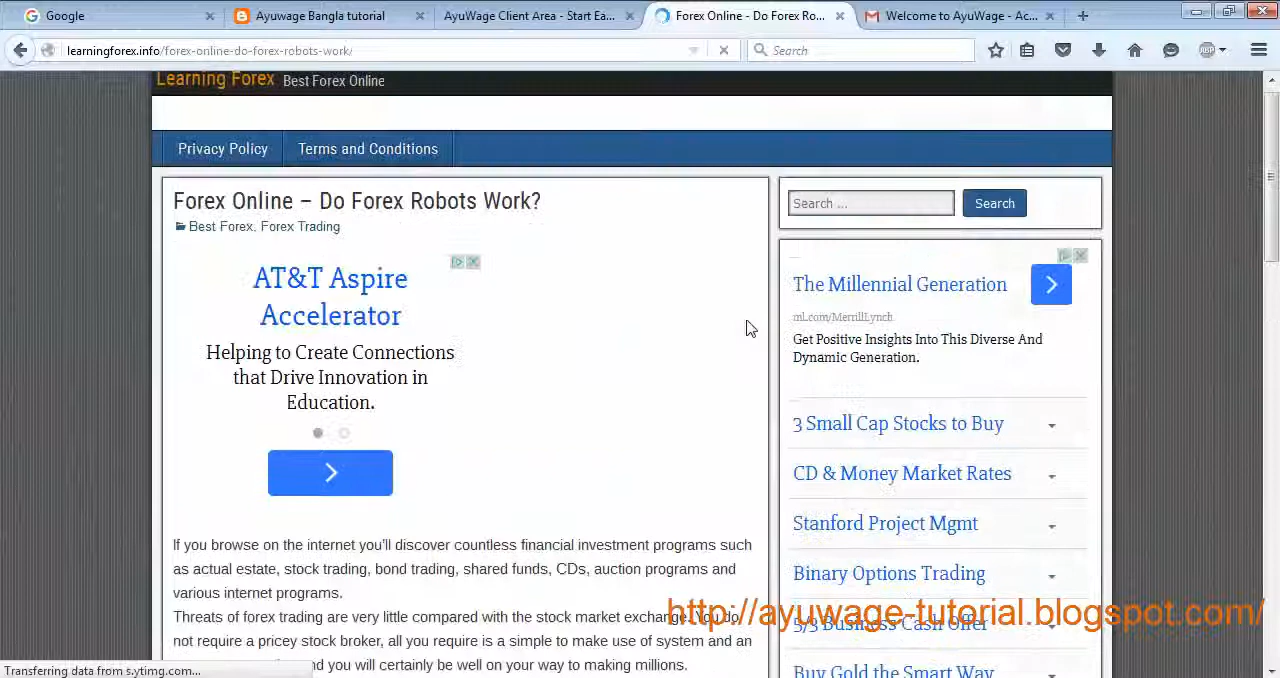 Google
Ayuwage Bangla tutorial
AyuWage Client Area - Start Ea...
Forex Online - Do Forex Ro...
Welcome to AyuWage - Ac...
learningforex.info/forex-online-do-forex-robots-work/
Search
ABP
Learning Forex Best Forex Online
Privacy Policy
Terms and Conditions
Forex Online – Do Forex Robots Work?
Best Forex, Forex Trading
AT&T Aspire
Accelerator
Helping to Create Connections
that Drive Innovation in
Education.
If you browse on the internet you'll discover countless financial investment programs such
as actual estate, stock trading, bond trading, shared funds, CDs, auction programs and
various internet programs.
Threats of forex trading are very little compared with the stock market exchange. You do
not require a pricey stock broker, all you require is a simple to make use of system and an
nd you will certainly be well on your way to making millions.
Search ...
Search
The Millennial Generation
ml.com/MerrillLynch
Get Positive Insights Into This Diverse And
Dynamic Generation.
3 Small Cap Stocks to Buy
CD & Money Market Rates
Stanford Project Mgmt
Binary Options Trading
5/3 Business Cash Offer
Buy Gold the Smart Way
http://ayuwage-tutorial.blogspot.com/
Transferring data from s.ytimg.com...